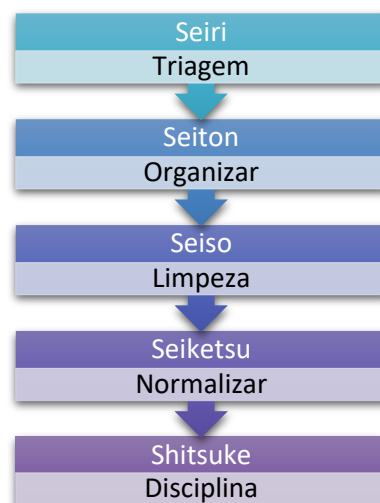 Seiri
Triagem
Seiton
Organizar
Seiso
Limpeza
Seiketsu
Normalizar
Shitsuke
Disciplina